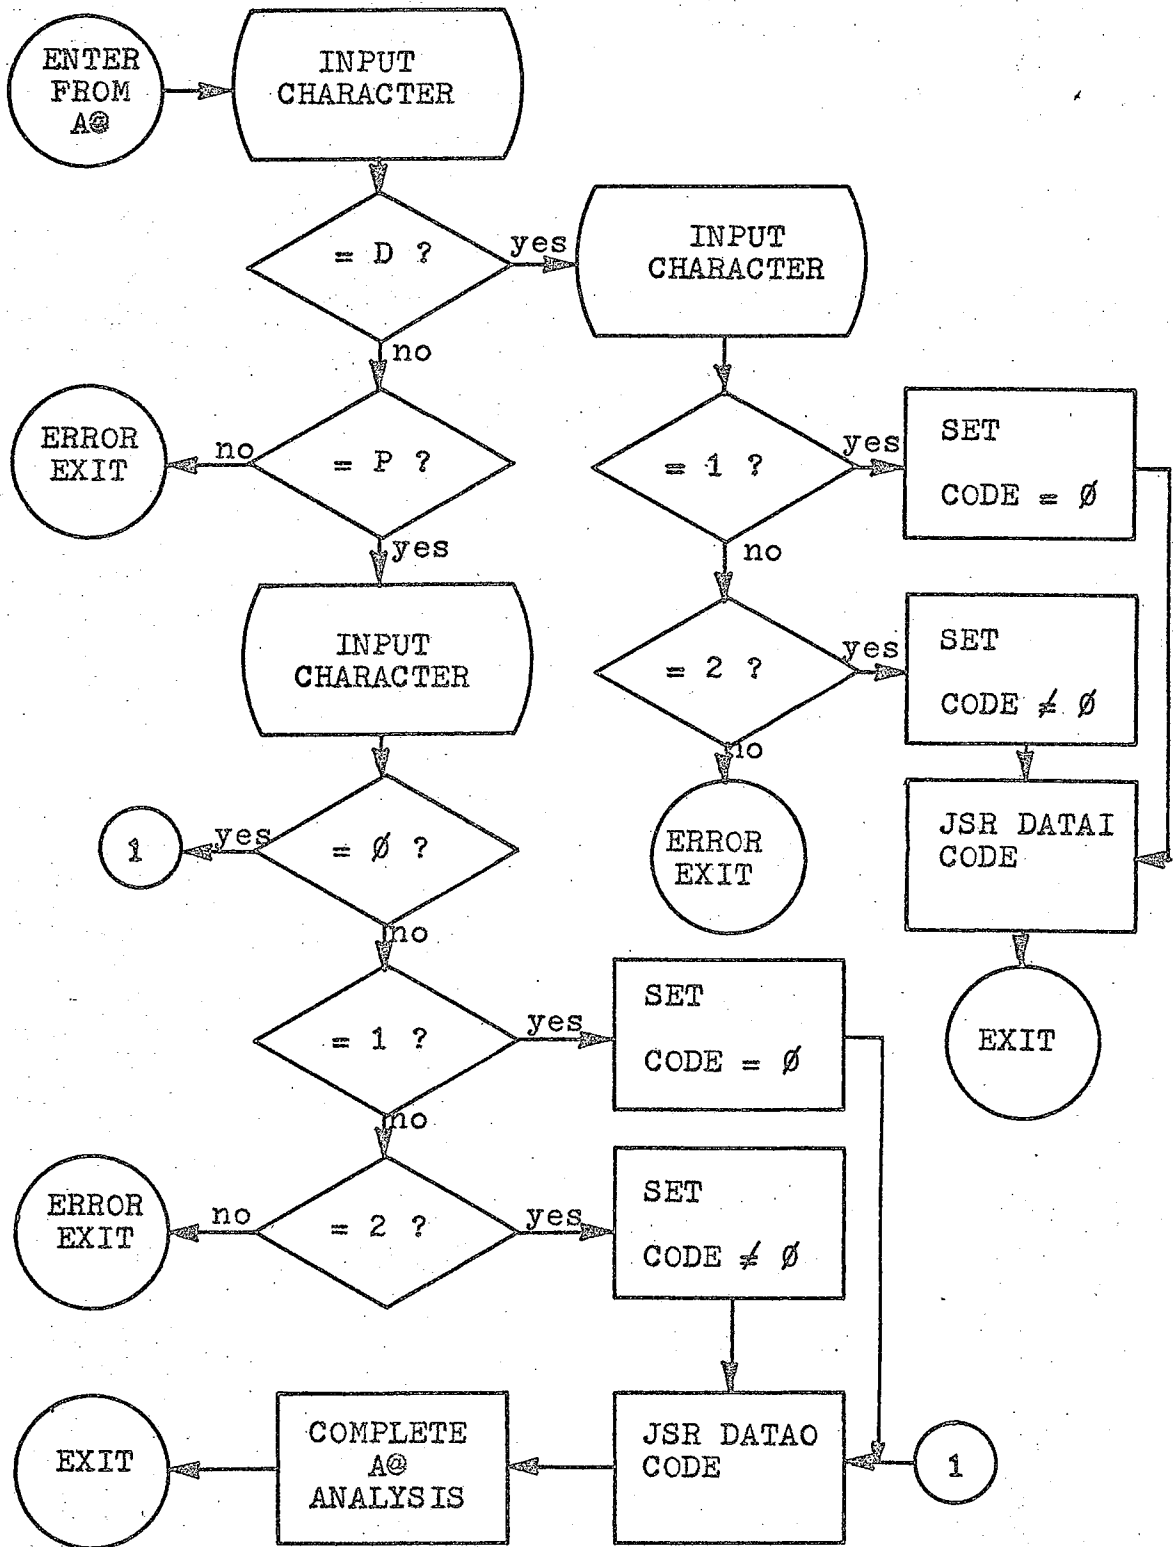 ENTER
FROM
A@
INPUT
CHARACTER
= D ?
yes
INPUT
CHARACTER
no
ERROR
EXIT
no
= P ?
yes
= 1 ?
yes
SET
CODE = Ø
no
INPUT
CHARACTER
= 2 ?
yes
SET
CODE ≠ Ø
no
ERROR
EXIT
JSR DATAI
CODE
EXIT
1
yes
= Ø ?
no
= 1 ?
yes
SET
CODE = Ø
no
ERROR
EXIT
no
= 2 ?
yes
SET
CODE ≠ Ø
EXIT
COMPLETE
A@
ANALYSIS
JSR DATAO
CODE
1